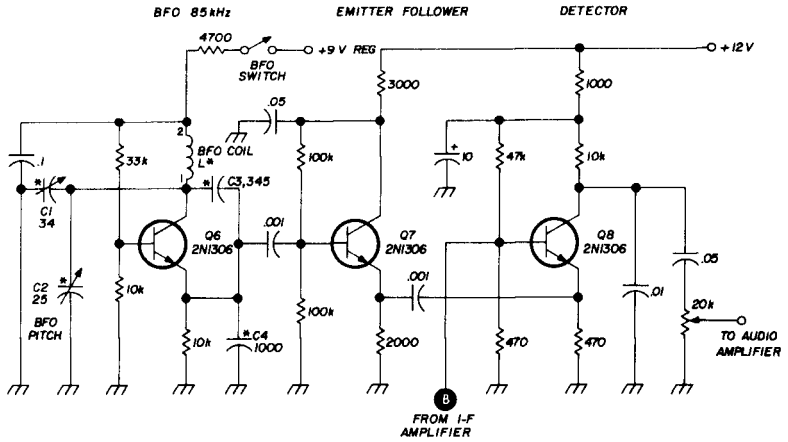 BFO 85kHz
EMITTER FOLLOWER
DETECTOR
4700
+9 V REG
BFO
SWITCH
+12V
3000
1000
.05
2
BFO COIL
L*
1
.1
33k
100k
10
+
47k
10k
*
C1
34
*
C3,345
Q6
2N1306
.001
Q7
2N1306
Q8
2N1306
*
C2
25
BFO
PITCH
10k
10k
*C4
1000
100k
.001
2000
470
470
.01
.05
20k
TO AUDIO
AMPLIFIER
B
FROM I-F
AMPLIFIER